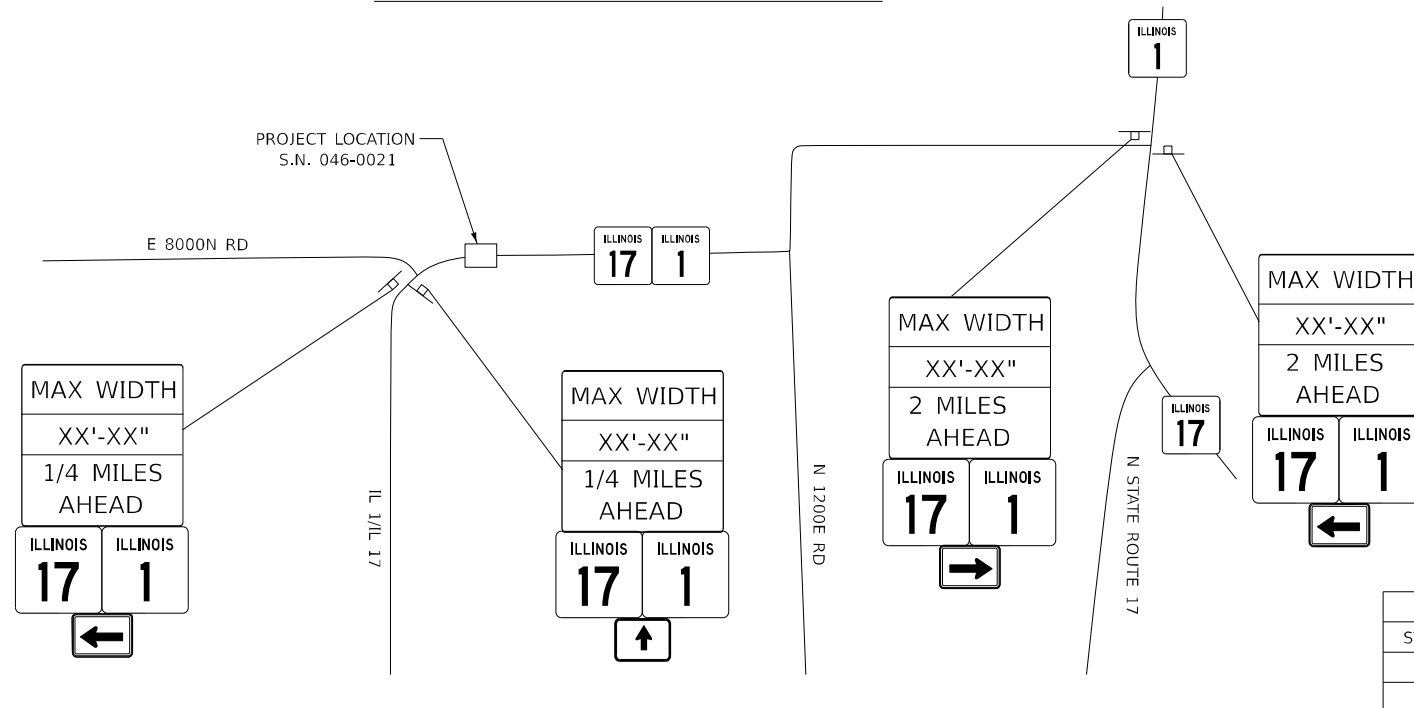 ILLINOIS
1
PROJECT LOCATION
S.N. 046-0021
E 8000N RD
ILLINOIS ILLINOIS
17 1
MAX WIDTH
XX'-XX"
1/4 MILES
AHEAD
ILLINOIS ILLINOIS
17 1
IL 1/IL 17
MAX WIDTH
XX'-XX"
1/4 MILES
AHEAD
ILLINOIS ILLINOIS
17 1
N 1200E RD
MAX WIDTH
XX'-XX"
2 MILES
AHEAD
ILLINOIS ILLINOIS
17 1
N STATE ROUTE 17
ILLINOIS
17
MAX WIDTH
XX'-XX"
2 MILES
AHEAD
ILLINOIS ILLINOIS
17 1